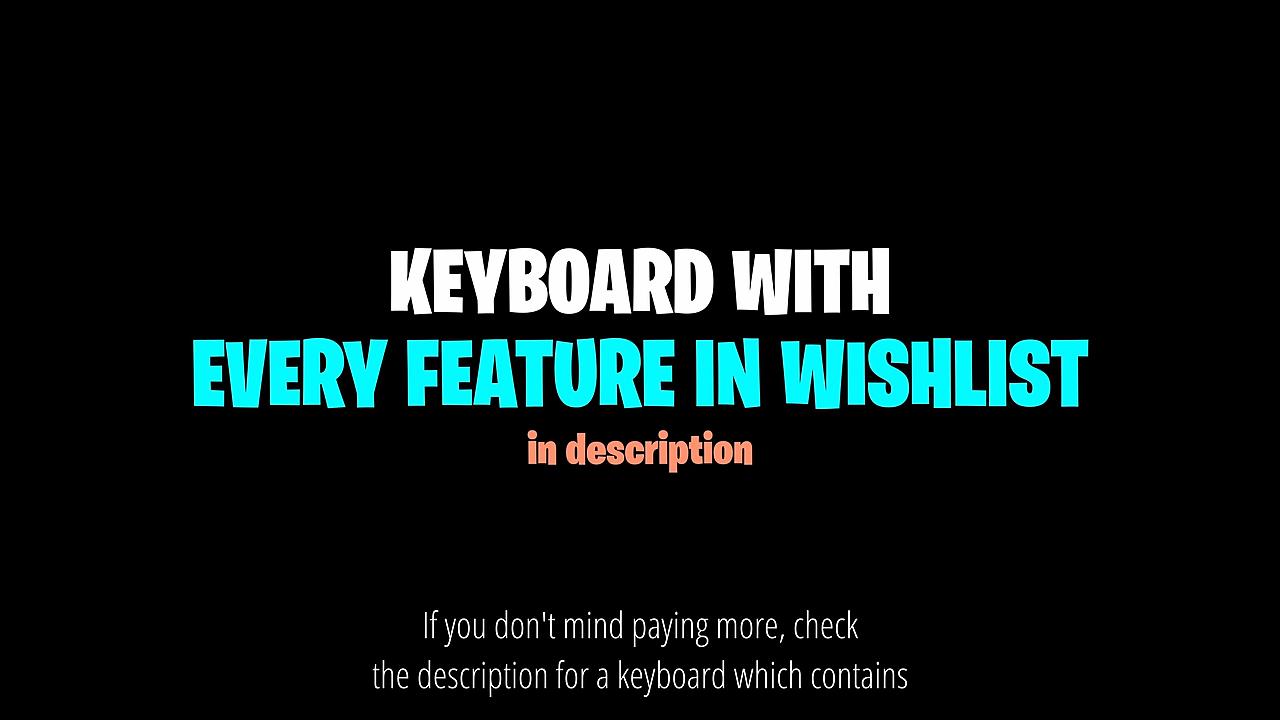 KEYBOARD WITH
EVERY FEATURE IN WISHLIST
in description
If you don't mind paying more, check
the description for a keyboard which contains